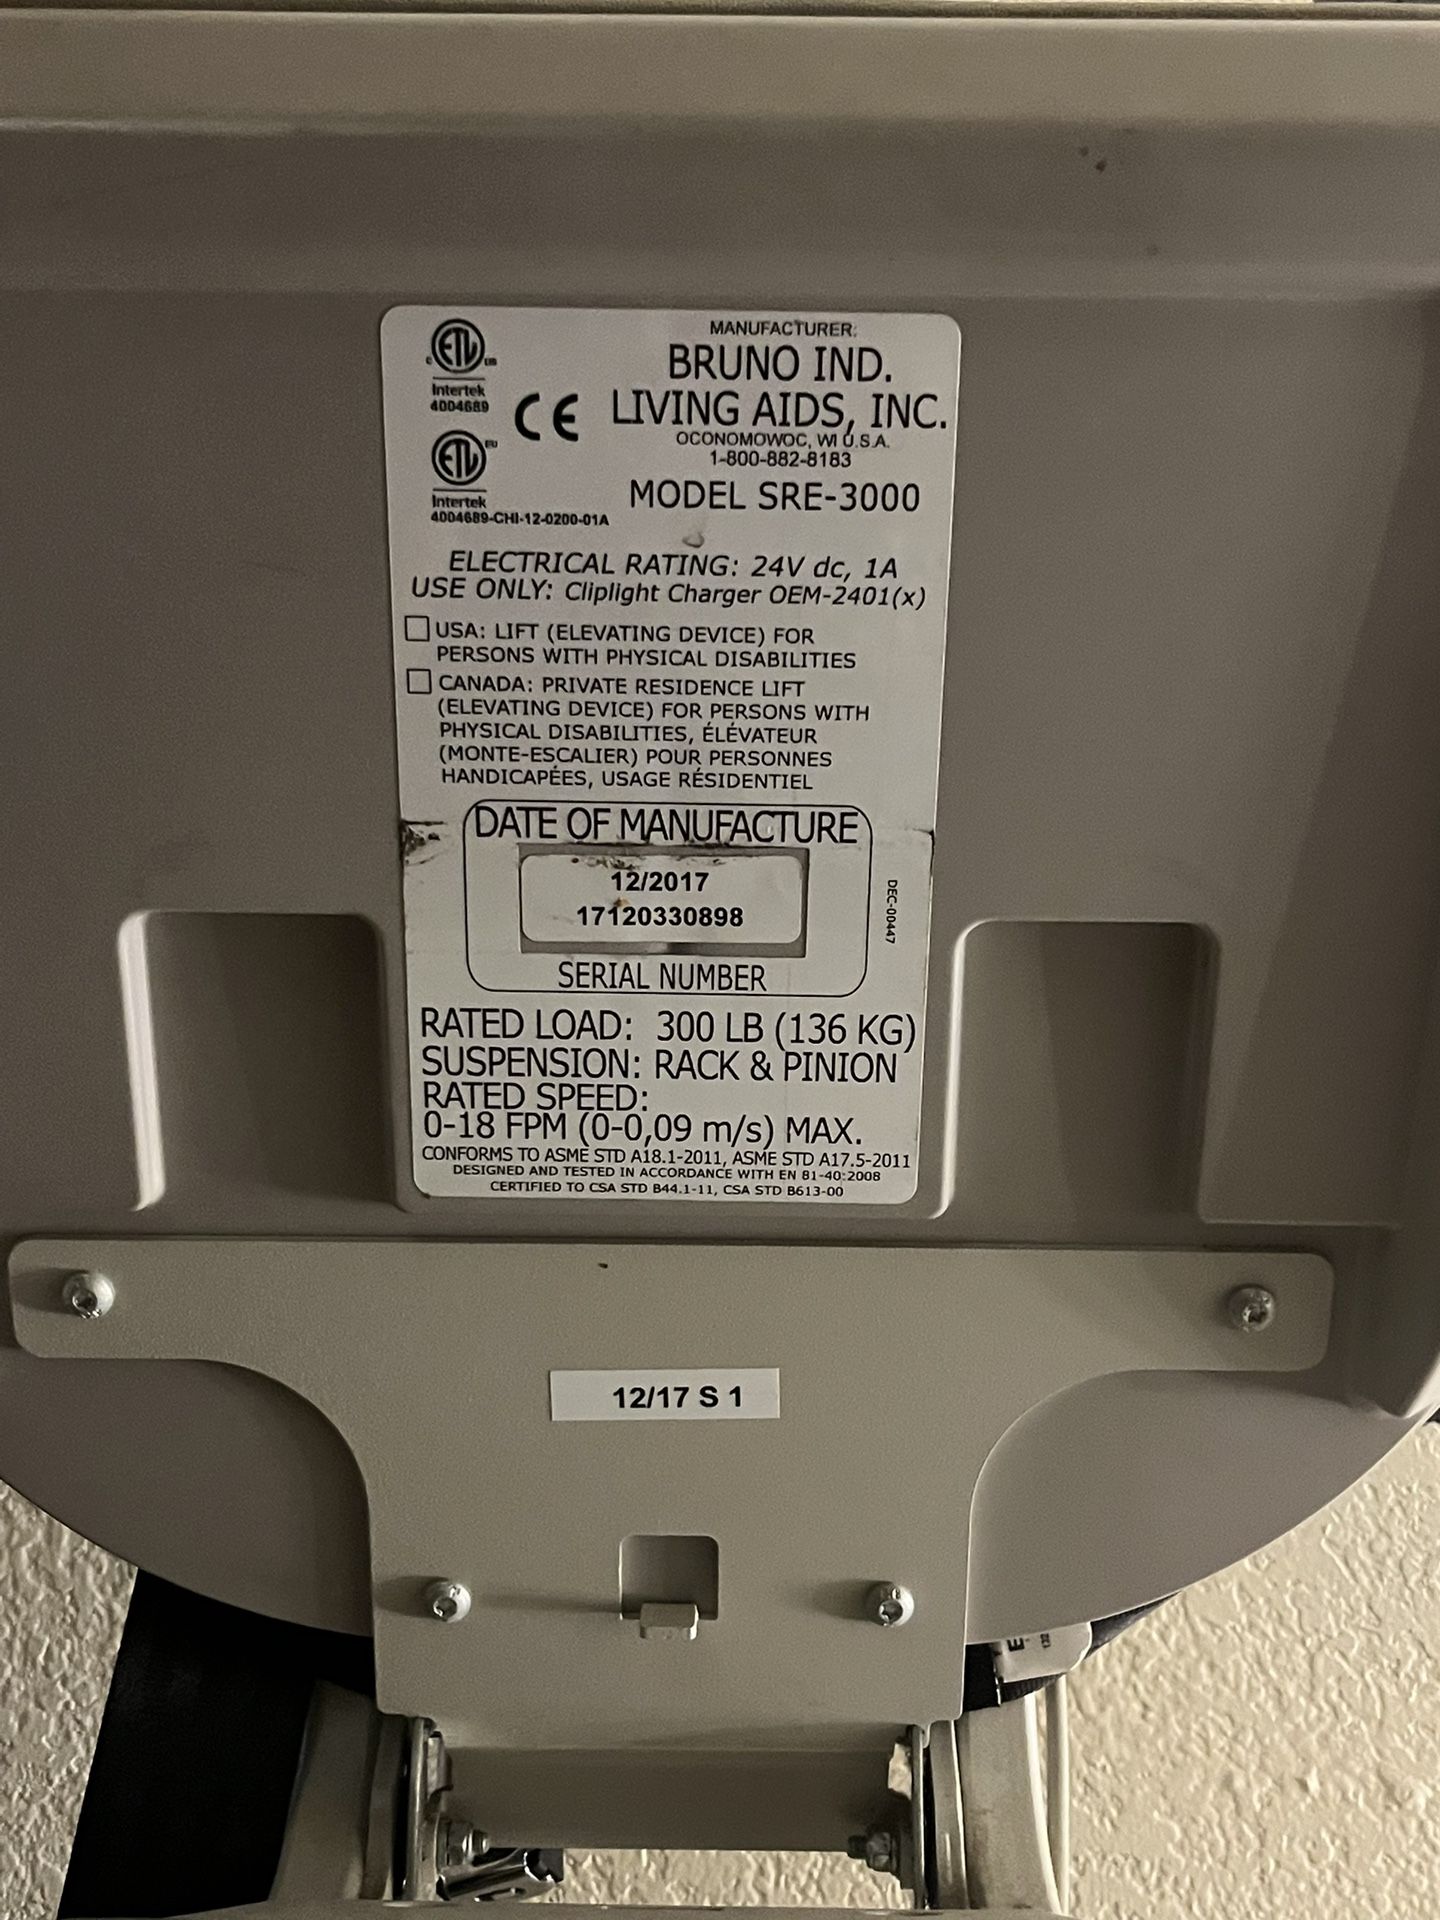 MANUFACTURER:
BRUNO IND.
LIVING AIDS, INC.
OCONOMOWOC, WI U.S.A.
1-800-882-8183
MODEL SRE-3000
C ETL US
Intertek
4004689
CE
ETL EU
Intertek
4004689-CHI-12-0200-01A
ELECTRICAL RATING: 24V dc, 1A
USE ONLY: Cliplight Charger OEM-2401(x)
USA: LIFT (ELEVATING DEVICE) FOR
PERSONS WITH PHYSICAL DISABILITIES
CANADA: PRIVATE RESIDENCE LIFT
(ELEVATING DEVICE) FOR PERSONS WITH
PHYSICAL DISABILITIES, ÉLÉVATEUR
(MONTE-ESCALIER) POUR PERSONNES
HANDICAPÉES, USAGE RÉSIDENTIEL
DATE OF MANUFACTURE
12/2017
17120330898
SERIAL NUMBER
DEC-00447
RATED LOAD: 300 LB (136 KG)
SUSPENSION: RACK & PINION
RATED SPEED:
0-18 FPM (0-0,09 m/s) MAX.
CONFORMS TO ASME STD A18.1-2011, ASME STD A17.5-2011
DESIGNED AND TESTED IN ACCORDANCE WITH EN 81-40:2008
CERTIFIED TO CSA STD B44.1-11, CSA STD B613-00
12/17 S 1